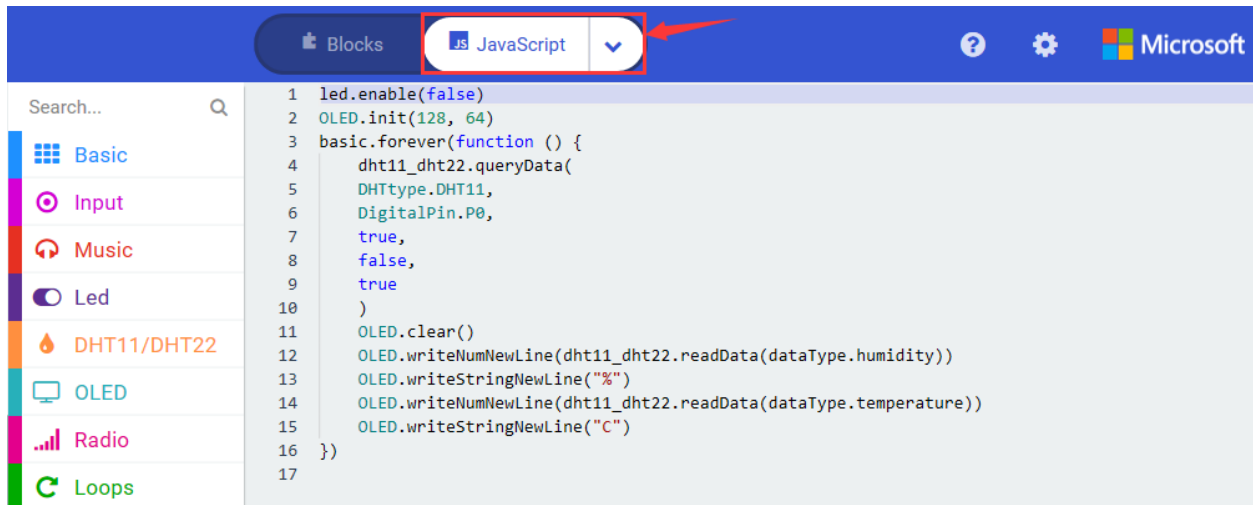 Blocks
JS JavaScript
Microsoft
Search...
Basic
Input
Music
Led
DHT11/DHT22
OLED
Radio
Loops
1 led.enable(false)
2 OLED.init(128, 64)
3 basic.forever(function () {
4     dht11_dht22.queryData(
5     DHTtype.DHT11,
6     DigitalPin.P0,
7     true,
8     false,
9     true
10     )
11     OLED.clear()
12     OLED.writeNumNewLine(dht11_dht22.readData(dataType.humidity))
13     OLED.writeStringNewLine("%")
14     OLED.writeNumNewLine(dht11_dht22.readData(dataType.temperature))
15     OLED.writeStringNewLine("C")
16 })
17